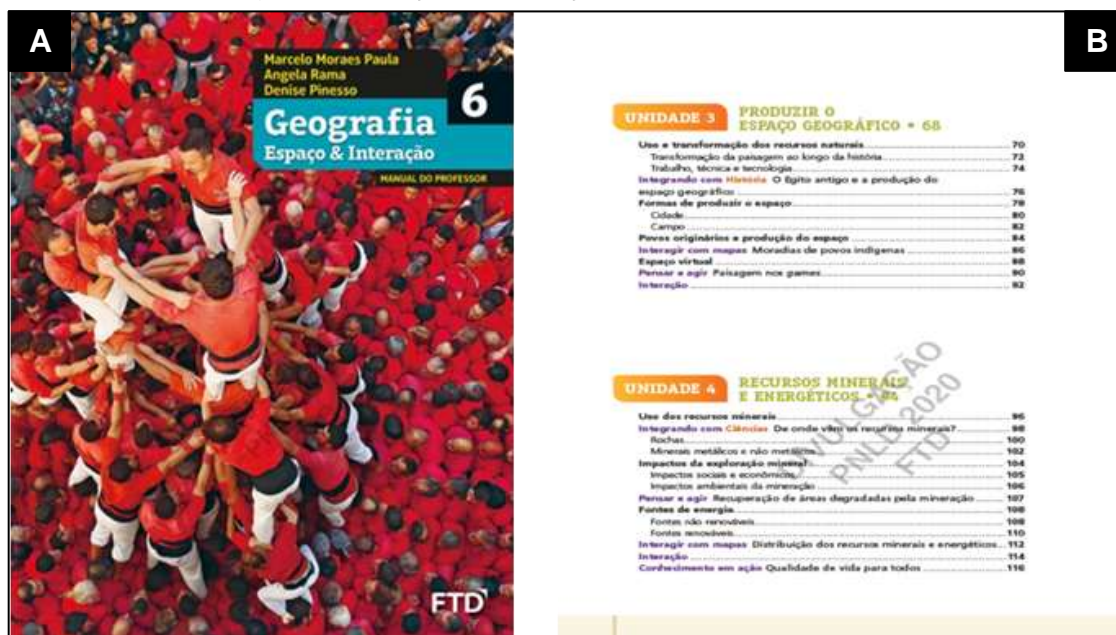 A
Marcelo Moraes Paula
Angela Rama
Denise Pinesso
6
Geografia
Espaço & Interação
MANUAL DO PROFESSOR
FTD
B
UNIDADE 3 PRODUZIR O
ESPAÇO GEOGRÁFICO • 68
Uso e transformação dos recursos naturais 70
Transformação da paisagem ao longo da história 72
Trabalho, técnica e tecnologia 74
Integrando com História O Egito antigo e a produção do
espaço geográfico 76
Formas de produzir o espaço 78
Cidade 80
Campo 82
Povos originários e produção do espaço 84
Interagir com mapas Moradias de povos indígenas 86
Espaço virtual 88
Pensar e agir Paisagem nos games 90
Interação 92
UNIDADE 4 RECURSOS MINERAIS
E ENERGÉTICOS • 94
Uso dos recursos minerais 96
Integrando com Ciências De onde vêm os recursos minerais? 98
Rochas 100
Minerais metálicos e não metálicos 102
Impactos da exploração mineral 104
Impactos sociais e econômicos 105
Impactos ambientais da mineração 106
Pensar e agir Recuperação de áreas degradadas pela mineração 107
Fontes de energia 108
Fontes não renováveis 108
Fontes renováveis 110
Interagir com mapas Distribuição dos recursos minerais e energéticos 112
Interação 114
Conhecimento em ação Qualidade de vida para todos 116
DIVULGAÇÃO
PNLD 2020
FTD